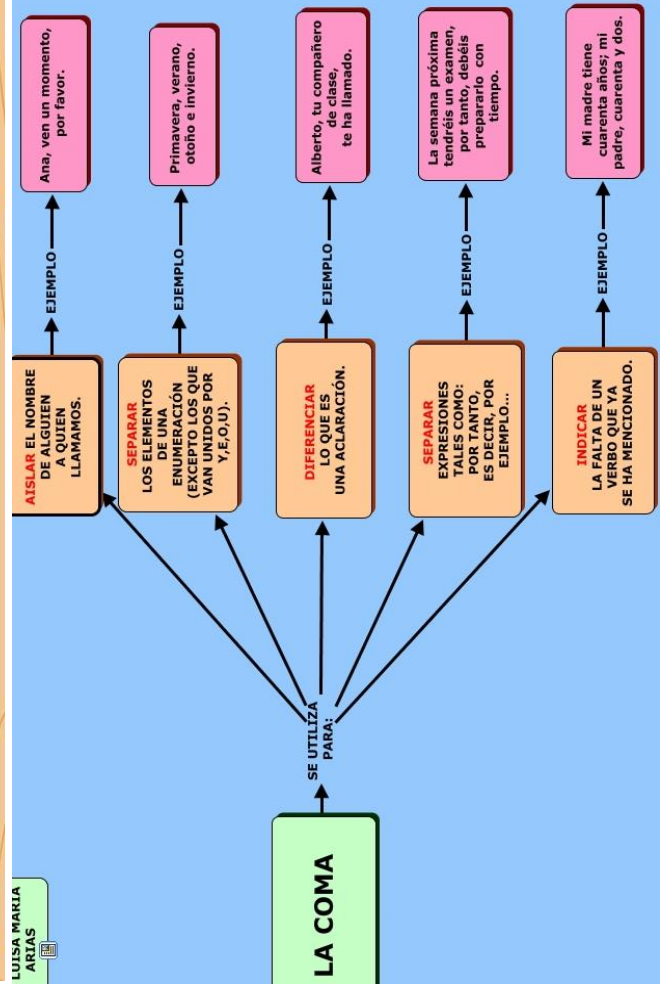 LUISA MARIA
ARIAS
LA COMA
SE UTILIZA
PARA:
AISLAR EL NOMBRE
DE ALGUIEN
A QUIEN
LLAMAMOS.
EJEMPLO
Ana, ven un momento,
por favor.
SEPARAR
LOS ELEMENTOS
DE UNA
ENUMERACIÓN
(EXCEPTO LOS QUE
VAN UNIDOS POR
Y,E,O,U).
EJEMPLO
Primavera, verano,
otoño e invierno.
DIFERENCIAR
LO QUE ES
UNA ACLARACIÓN.
EJEMPLO
Alberto, tu compañero
de clase,
te ha llamado.
SEPARAR
EXPRESIONES
TALES COMO:
POR TANTO,
ES DECIR, POR
EJEMPLO...
EJEMPLO
La semana próxima
tendréis un examen,
por tanto, debéis
prepararlo con
tiempo.
INDICAR
LA FALTA DE UN
VERBO QUE YA
SE HA MENCIONADO.
EJEMPLO
Mi madre tiene
cuarenta años; mi
padre, cuarenta y dos.